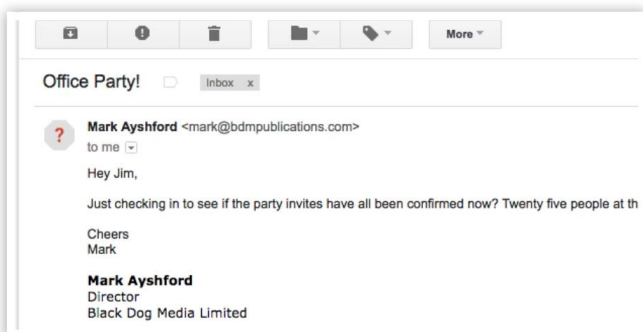 More
Office Party! Inbox x
? Mark Ayshford <mark@bdmpublications.com>
to me
Hey Jim,
Just checking in to see if the party invites have all been confirmed now? Twenty five people at th
Cheers
Mark
Mark Ayshford
Director
Black Dog Media Limited